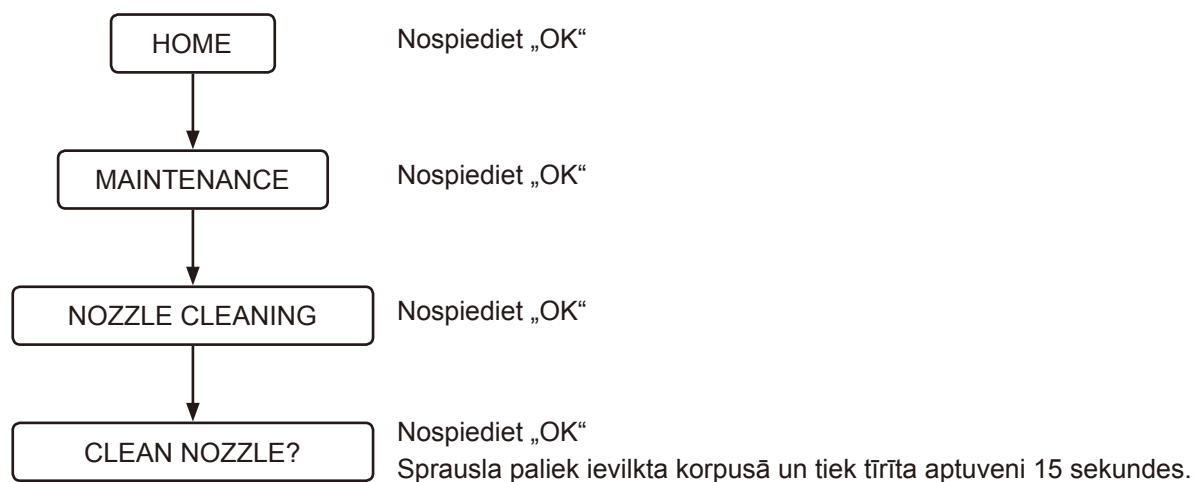 HOME
Nospiediet „OK“
MAINTENANCE
Nospiediet „OK“
NOZZLE CLEANING
Nospiediet „OK“
CLEAN NOZZLE?
Nospiediet „OK“
Sprausla paliek ievilkta korpusā un tiek tīrīta aptuveni 15 sekundes.